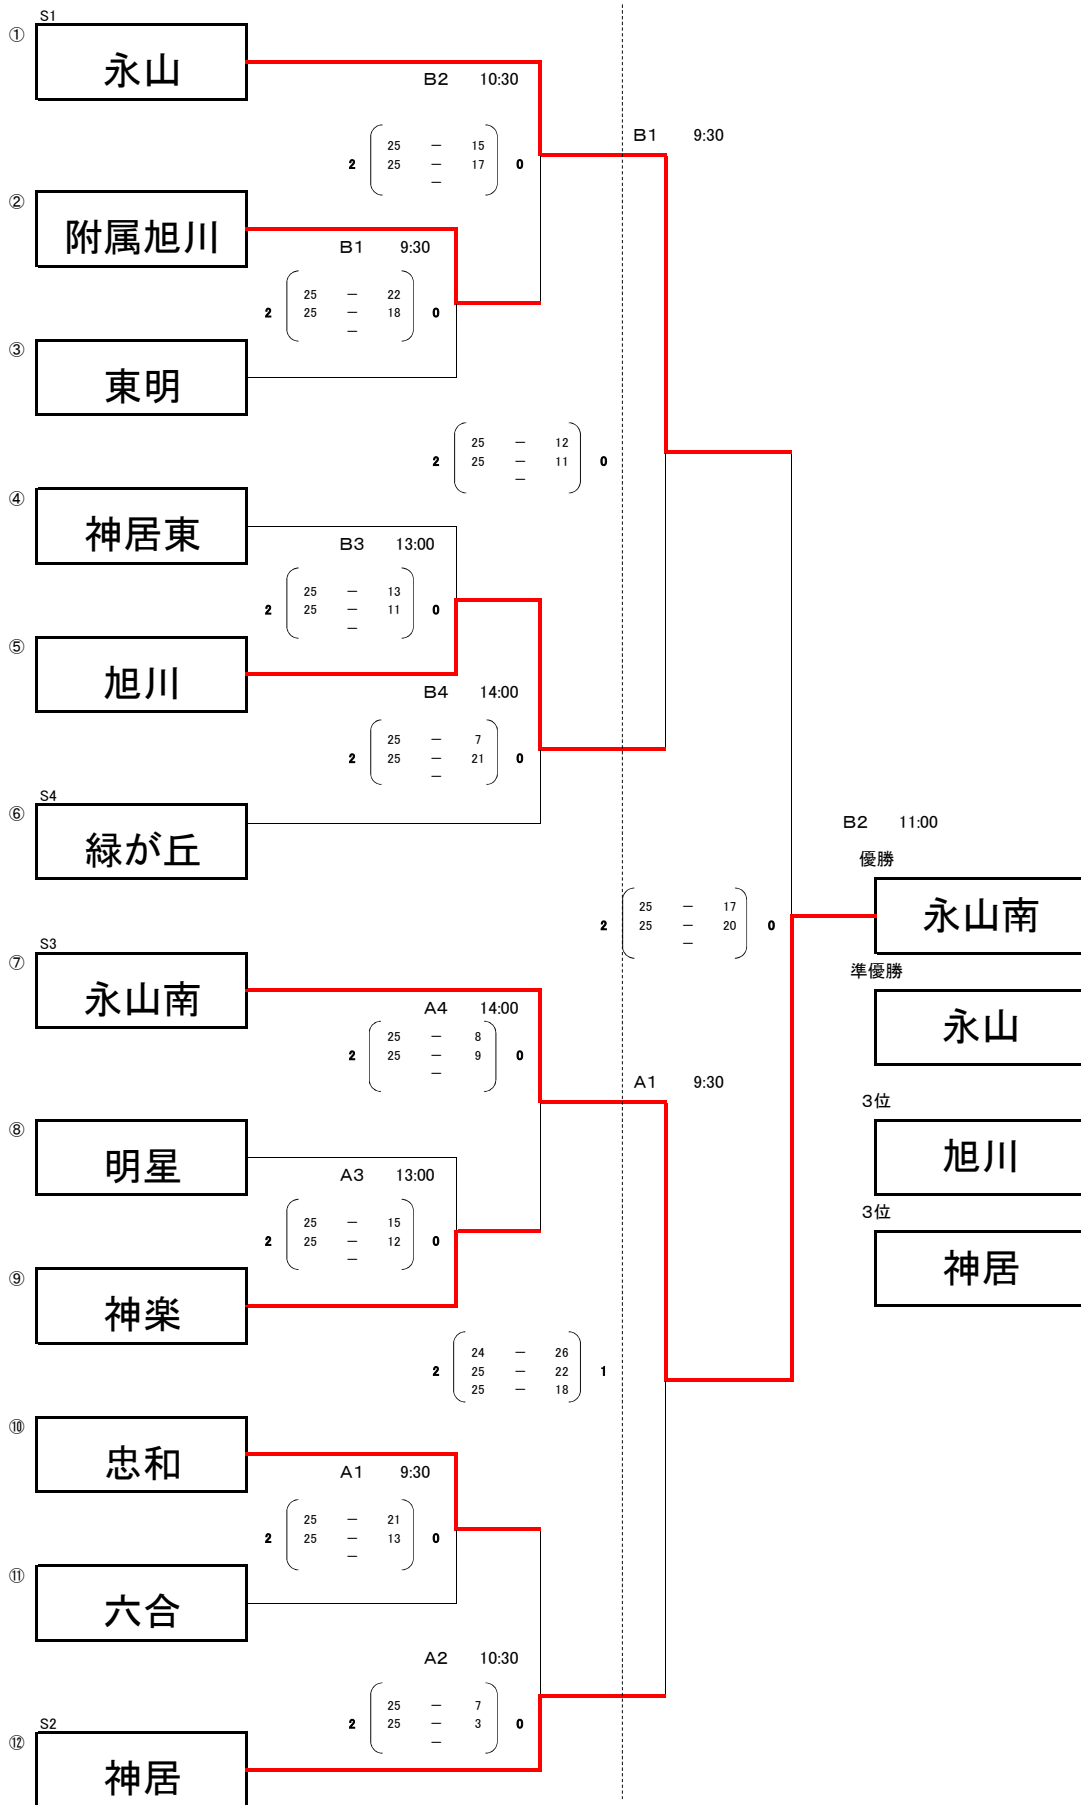 S1
① 永山
B2 10:30
B1 9:30
25 － 15
2 25 － 17 0
－
② 附属旭川
B1 9:30
25 － 22
2 25 － 18 0
－
③ 東明
25 － 12
2 25 － 11 0
－
④ 神居東
B3 13:00
25 － 13
2 25 － 11 0
－
⑤ 旭川
B4 14:00
25 － 7
2 25 － 21 0
－
S4
⑥ 緑が丘
B2 11:00
優勝
永山南
25 － 17
2 25 － 20 0
－
S3
⑦ 永山南
準優勝
永山
A4 14:00
25 － 8
2 25 － 9 0
－
A1 9:30
3位
旭川
⑧ 明星
A3 13:00
25 － 15
2 25 － 12 0
－
3位
神居
⑨ 神楽
24 － 26
2 25 － 22 1
25 － 18
⑩ 忠和
A1 9:30
25 － 21
2 25 － 13 0
－
⑪ 六合
A2 10:30
25 － 7
2 25 － 3 0
－
S2
⑫ 神居